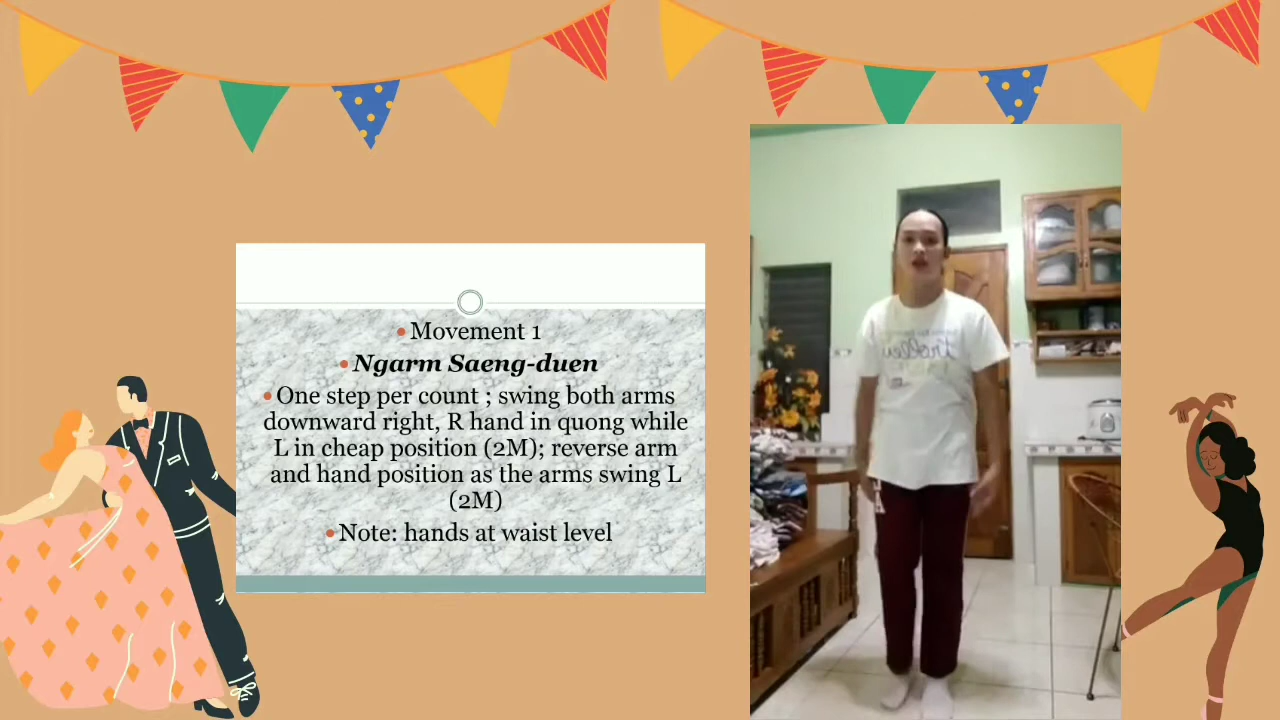 Movement 1
Ngarm Saeng-duen
One step per count ; swing both arms
downward right, R hand in quong while
L in cheap position (2M); reverse arm
and hand position as the arms swing L
(2M)
Note: hands at waist level